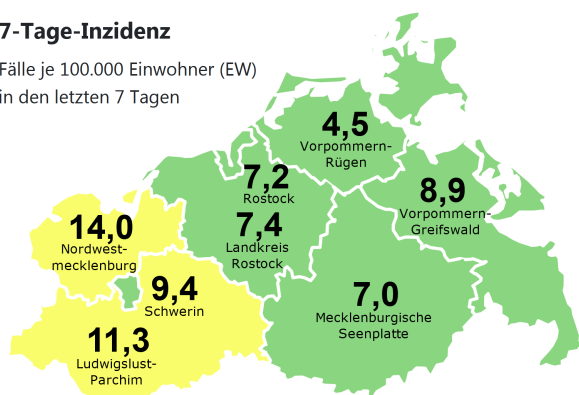 7-Tage-Inzidenz
Fälle je 100.000 Einwohner (EW)
in den letzten 7 Tagen
4,5
Vorpommern-
Rügen
7,2
Rostock
8,9
Vorpommern-
Greifswald
7,4
Landkreis
Rostock
14,0
Nordwest-
mecklenburg
9,4
Schwerin
7,0
Mecklenburgische
Seenplatte
11,3
Ludwigslust-
Parchim